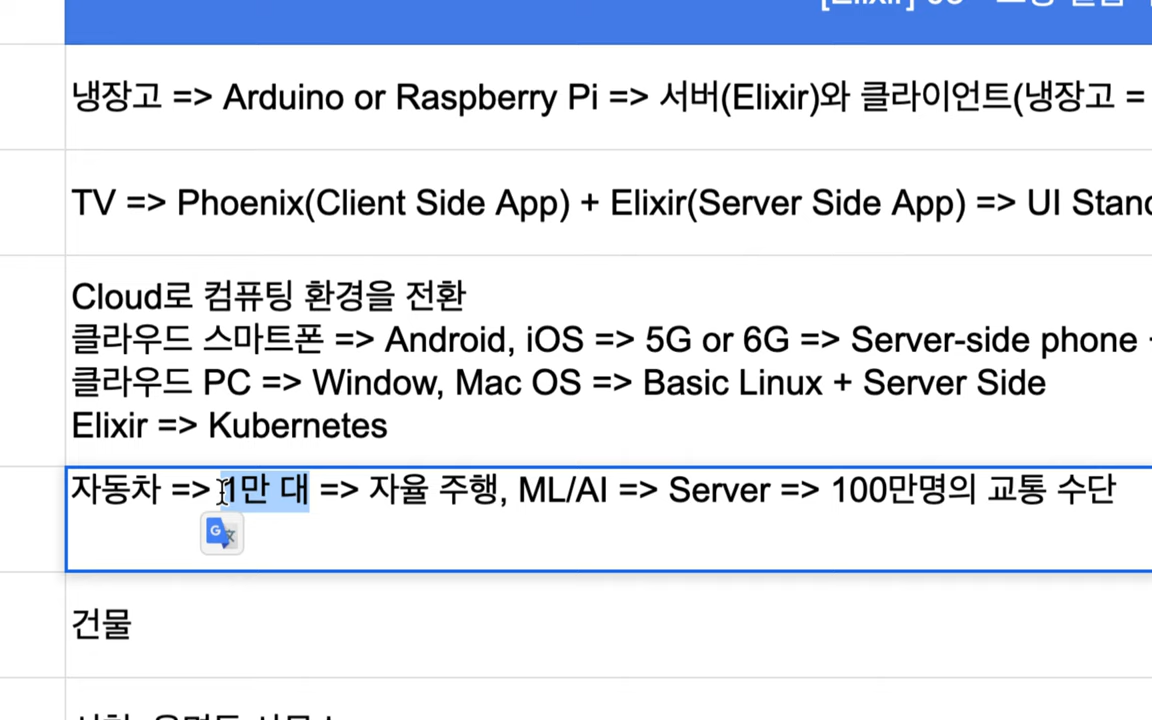 [Elixir]
냉장고 => Arduino or Raspberry Pi => 서버(Elixir)와 클라이언트(냉장고 =
TV => Phoenix(Client Side App) + Elixir(Server Side App) => UI
Cloud로 컴퓨팅 환경을 전환
클라우드 스마트폰 => Android, iOS => 5G or 6G => Server-side phone
클라우드 PC => Window, Mac OS => Basic Linux + Server Side
Elixir => Kubernetes
자동차 => 1만 대 => 자율 주행, ML/AI => Server => 100만명의 교통 수단
건물